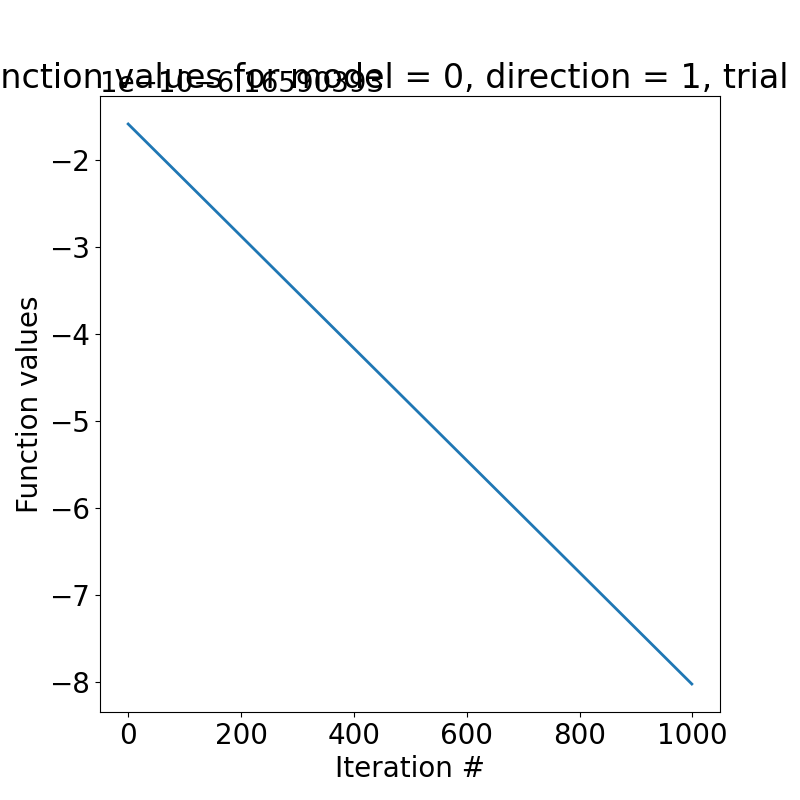 nction values for model = 0, direction = 1, trial
1e−10−6.16590395
−2
−3
−4
−5
−6
−7
−8
Function values
0 200 400 600 800 1000
Iteration #